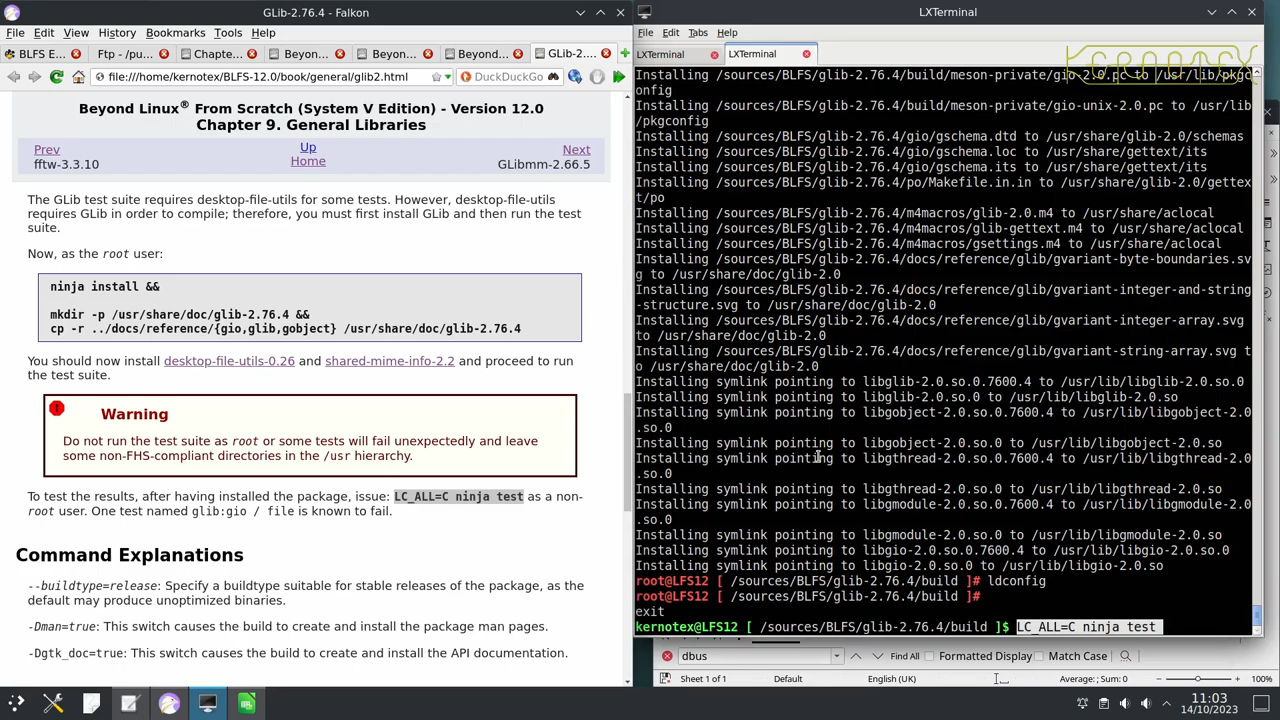 GLib-2.76.4 - Falkon
File Edit View History Bookmarks Tools Help
BLFS E...
Ftp - /pu...
Chapte...
Beyon...
Beyon...
Beyond...
GLib-2...
file:///home/kernotex/BLFS-12.0/book/general/glib2.html
DuckDuckGo
Beyond Linux® From Scratch (System V Edition) - Version 12.0
Chapter 9. General Libraries
Prev
Up
Next
fftw-3.3.10
Home
GLibmm-2.66.5
The GLib test suite requires desktop-file-utils for some tests. However, desktop-file-utils
requires GLib in order to compile; therefore, you must first install GLib and then run the test
suite.
Now, as the root user:
ninja install &&
mkdir -p /usr/share/doc/glib-2.76.4 &&
cp -r ../docs/reference/{gio,glib,gobject} /usr/share/doc/glib-2.76.4
You should now install desktop-file-utils-0.26 and shared-mime-info-2.2 and proceed to run
the test suite.
Warning
Do not run the test suite as root or some tests will fail unexpectedly and leave
some non-FHS-compliant directories in the /usr hierarchy.
To test the results, after having installed the package, issue: LC_ALL=C ninja test as a non-
root user. One test named glib:gio / file is known to fail.
Command Explanations
--buildtype=release: Specify a buildtype suitable for stable releases of the package, as the
default may produce unoptimized binaries.
-Dman=true: This switch causes the build to create and install the package man pages.
-Dgtk_doc=true: This switch causes the build to create and install the API documentation.
LXTerminal
File Edit Tabs Help
LXTerminal
LXTerminal
KERNOTEX
Installing /sources/BLFS/glib-2.76.4/build/meson-private/gio-2.0.pc to /usr/lib/pkgc
onfig
Installing /sources/BLFS/glib-2.76.4/build/meson-private/gio-unix-2.0.pc to /usr/lib
/pkgconfig
Installing /sources/BLFS/glib-2.76.4/gio/gschema.dtd to /usr/share/glib-2.0/schemas
Installing /sources/BLFS/glib-2.76.4/gio/gschema.loc to /usr/share/gettext/its
Installing /sources/BLFS/glib-2.76.4/gio/gschema.its to /usr/share/gettext/its
Installing /sources/BLFS/glib-2.76.4/po/Makefile.in.in to /usr/share/glib-2.0/gettex
t/po
Installing /sources/BLFS/glib-2.76.4/m4macros/glib-2.0.m4 to /usr/share/aclocal
Installing /sources/BLFS/glib-2.76.4/m4macros/glib-gettext.m4 to /usr/share/aclocal
Installing /sources/BLFS/glib-2.76.4/m4macros/gsettings.m4 to /usr/share/aclocal
Installing /sources/BLFS/glib-2.76.4/docs/reference/glib/gvariant-byte-boundaries.sv
g to /usr/share/doc/glib-2.0
Installing /sources/BLFS/glib-2.76.4/docs/reference/glib/gvariant-integer-and-string
-structure.svg to /usr/share/doc/glib-2.0
Installing /sources/BLFS/glib-2.76.4/docs/reference/glib/gvariant-integer-array.svg
to /usr/share/doc/glib-2.0
Installing /sources/BLFS/glib-2.76.4/docs/reference/glib/gvariant-string-array.svg t
o /usr/share/doc/glib-2.0
Installing symlink pointing to libglib-2.0.so.0.7600.4 to /usr/lib/libglib-2.0.so.0
Installing symlink pointing to libglib-2.0.so.0 to /usr/lib/libglib-2.0.so
Installing symlink pointing to libgobject-2.0.so.0.7600.4 to /usr/lib/libgobject-2.0
.so.0
Installing symlink pointing to libgobject-2.0.so.0 to /usr/lib/libgobject-2.0.so
Installing symlink pointing to libgthread-2.0.so.0.7600.4 to /usr/lib/libgthread-2.0
.so.0
Installing symlink pointing to libgthread-2.0.so.0 to /usr/lib/libgthread-2.0.so
Installing symlink pointing to libgmodule-2.0.so.0.7600.4 to /usr/lib/libgmodule-2.0
.so.0
Installing symlink pointing to libgmodule-2.0.so.0 to /usr/lib/libgmodule-2.0.so
Installing symlink pointing to libgio-2.0.so.0.7600.4 to /usr/lib/libgio-2.0.so.0
Installing symlink pointing to libgio-2.0.so.0 to /usr/lib/libgio-2.0.so
root@LFS12 [ /sources/BLFS/glib-2.76.4/build ]# ldconfig
root@LFS12 [ /sources/BLFS/glib-2.76.4/build ]#
exit
kernotex@LFS12 [ /sources/BLFS/glib-2.76.4/build ]$ LC_ALL=C ninja test
dbus
Find All
Formatted Display
Match Case
Sheet 1 of 1
Default
English (UK)
Average: ; Sum: 0
100%
11:03
14/10/2023